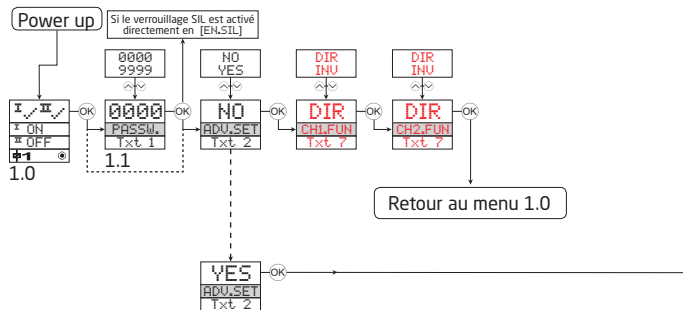 Power up
Si le verrouillage SIL est activé
directement en [EN.SIL]
0000
9999
NO
YES
DIR
INV
DIR
INV
I / II /
I ON
II OFF
1
1.0
OK
0000
PASSW.
Txt 1
1.1
OK
NO
ADV.SET
Txt 2
OK
DIR
CH1.FUN
Txt 7
OK
DIR
CH2.FUN
Txt 7
OK
Retour au menu 1.0
YES
ADV.SET
Txt 2
OK